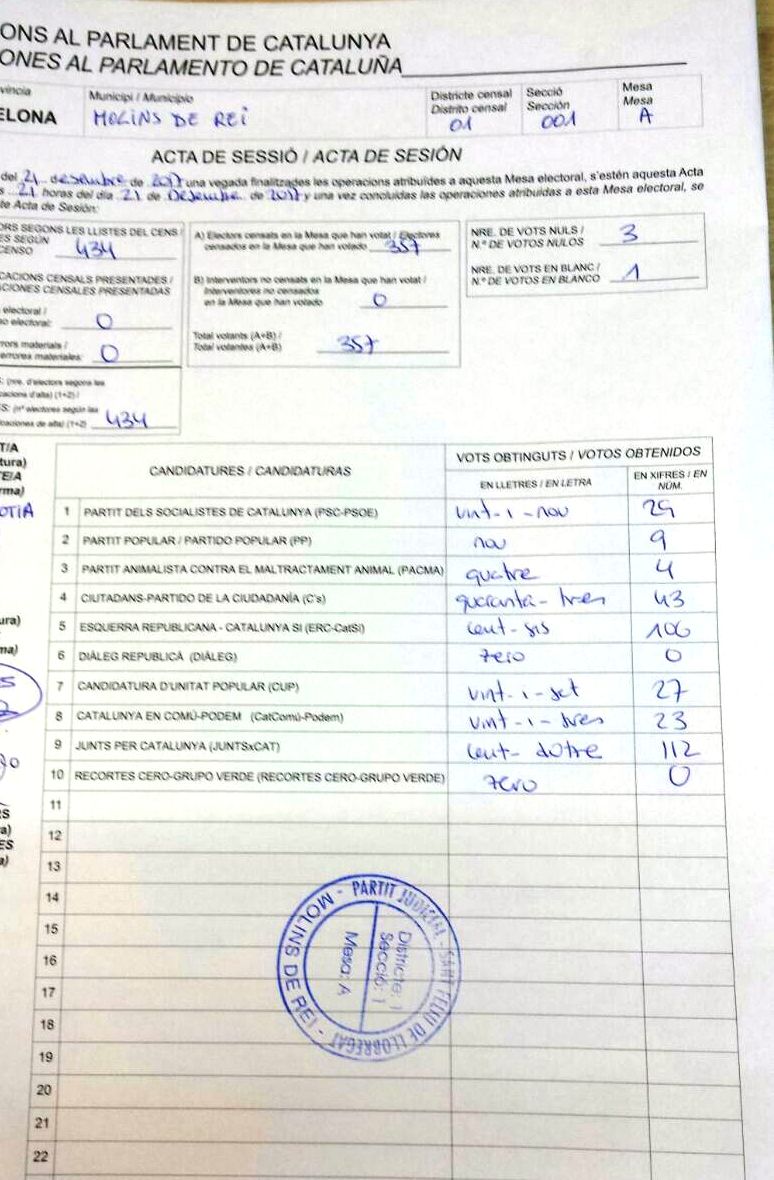 ONS AL PARLAMENT DE CATALUNYA
ONES AL PARLAMENTO DE CATALUÑA
víncia
Municipi / Municipio
Districte censal
Distrito censal
Secció
Sección
Mesa
Mesa
ELONA
MOLINS DE REI
01
001
A
ACTA DE SESSIÓ / ACTA DE SESIÓN
del 21 desembre de 2017 una vegada finalitzades les operacions atribuïdes a aquesta Mesa electoral, s'estén aquesta Acta
s 21 horas del día 21 de Desembre de 2017 y una vez concluidas las operaciones atribuidas a esta Mesa electoral, se
te Acta de Sesión:
ORS SEGONS LES LLISTES DEL CENS /
ES SEGÚN
CENSO 434
CACIONS CENSALS PRESENTADES /
ACIONES CENSALES PRESENTADAS
electoral /
no electoral: 0
rrors materials /
errores materiales: 0
S: (nre. d'electors segons les
cacions d'alta) (1+2) /
ES: (nº electores según las
icaciones de alta) (1+2) 434
A) Electors censats en la Mesa que han votat / Electores
censados en la Mesa que han votado 357
B) Interventors no censats en la Mesa que han votat /
Interventores no censados
en la Mesa que han votado 0
Total votants (A+B) /
Total votantes (A+B) 357
NRE. DE VOTS NULS /
N.º DE VOTOS NULOS 3
NRE. DE VOTS EN BLANC /
N.º DE VOTOS EN BLANCO 1
TIA
tura)
TEIA
rma)
OTIA
ura)
ma)
S
a)
ES
a)
CANDIDATURES / CANDIDATURAS
VOTS OBTINGUTS / VOTOS OBTENIDOS
EN LLETRES / EN LETRA
EN XIFRES / EN
NÚM.
1 PARTIT DELS SOCIALISTES DE CATALUNYA (PSC-PSOE) vint-i-nou 29
2 PARTIT POPULAR / PARTIDO POPULAR (PP) nou 9
3 PARTIT ANIMALISTA CONTRA EL MALTRACTAMENT ANIMAL (PACMA) quatre 4
4 CIUTADANS-PARTIDO DE LA CIUDADANÍA (C's) quaranta-tres 43
5 ESQUERRA REPUBLICANA - CATALUNYA SÍ (ERC-CatSí) cent-sis 106
6 DIÀLEG REPUBLICÀ (DIÀLEG) zero 0
7 CANDIDATURA D'UNITAT POPULAR (CUP) vint-i-set 27
8 CATALUNYA EN COMÚ-PODEM (CatComú-Podem) vint-i-tres 23
9 JUNTS PER CATALUNYA (JUNTSxCAT) cent-dotze 112
10 RECORTES CERO-GRUPO VERDE (RECORTES CERO-GRUPO VERDE) zero 0
11
12
13
14
15
16
17
18
19
20
21
22
PARTIT JUDICIAL - SANT FELIU DE LLOBREGAT - MOLINS DE REI -
Districte: 1
Secció: 1
Mesa: A